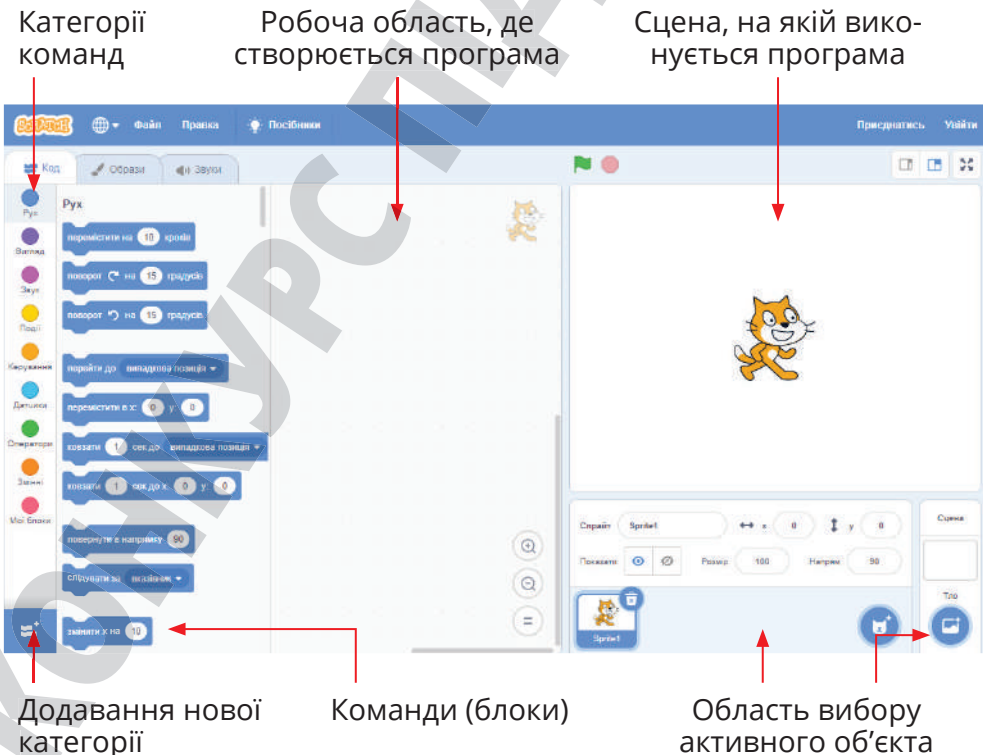 Категорії
команд
Робоча область, де
створюється програма
Сцена, на якій вико-
нується програма
SCRATCH
Файл Правка Посібники Приєднатись Увійти
Код Образи Звуки
Рух
Вигляд
Звук
Події
Керування
Датчики
Оператори
Змінні
Мої блоки
Рух
перемістити на 10 кроків
поворот на 15 градусів
поворот на 15 градусів
перейти до випадкова позиція
перемістити в x: 0 y: 0
ковзати 1 сек до випадкова позиція
ковзати 1 сек до x: 0 y: 0
повернути в напрямку 90
слідувати за вказівник
змінити x на 10
Спрайт Sprite1 x 0 y 0
Показати Розмір 100 Напрям 90
Sprite1
Сцена
Тло
Додавання нової
категорії
Команди (блоки)
Область вибору
активного об’єкта
КОНКУРС ПІД